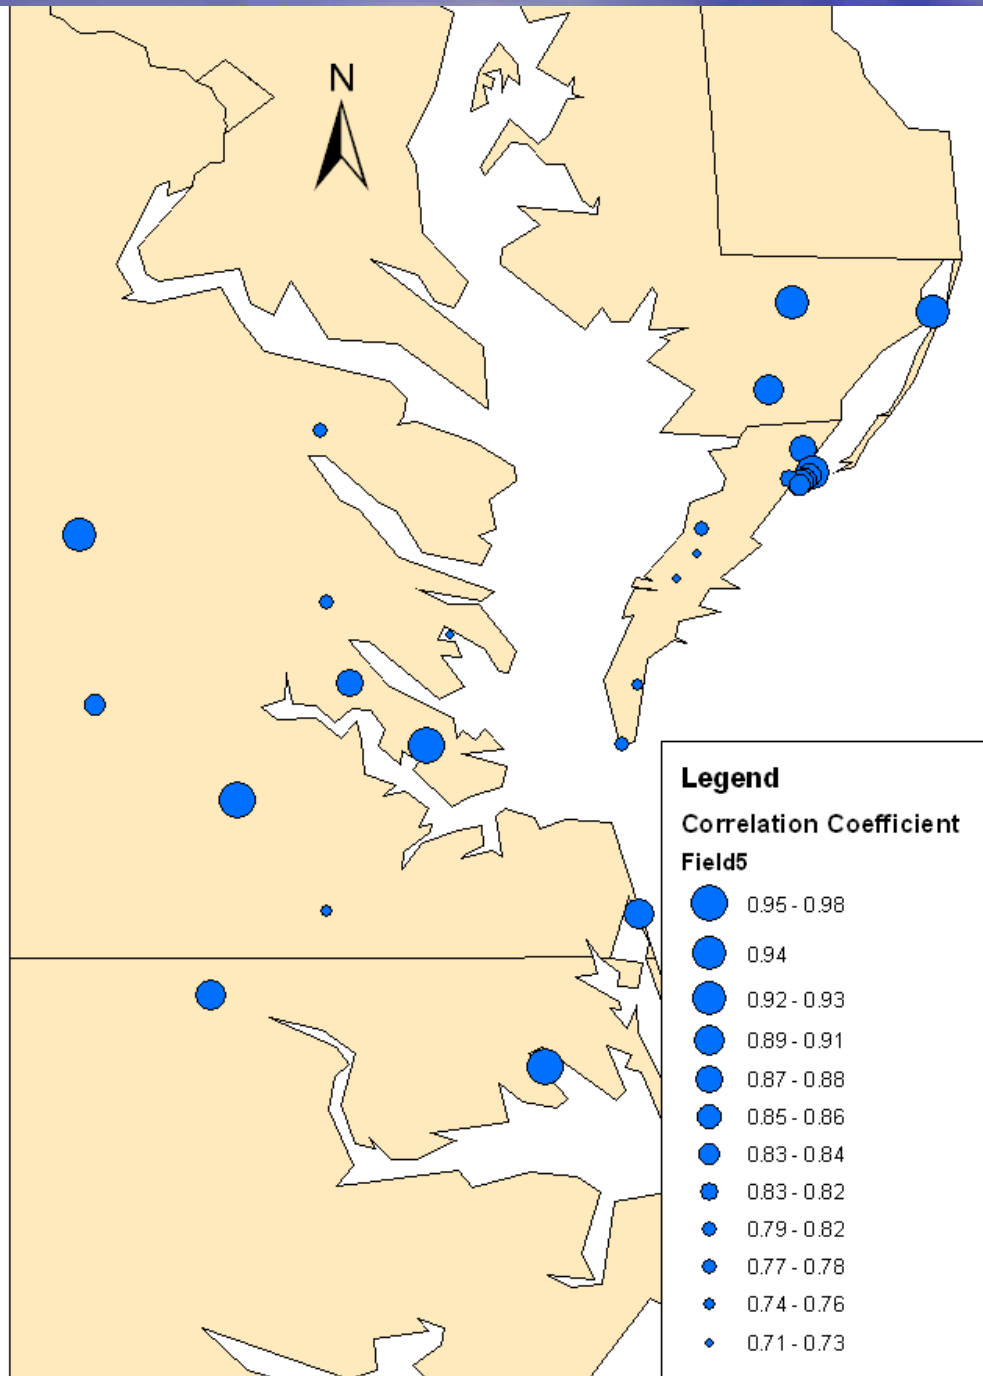 N
Legend
Correlation Coefficient
Field5
0.95 - 0.98
0.94
0.92 - 0.93
0.89 - 0.91
0.87 - 0.88
0.85 - 0.86
0.83 - 0.84
0.83 - 0.82
0.79 - 0.82
0.77 - 0.78
0.74 - 0.76
0.71 - 0.73